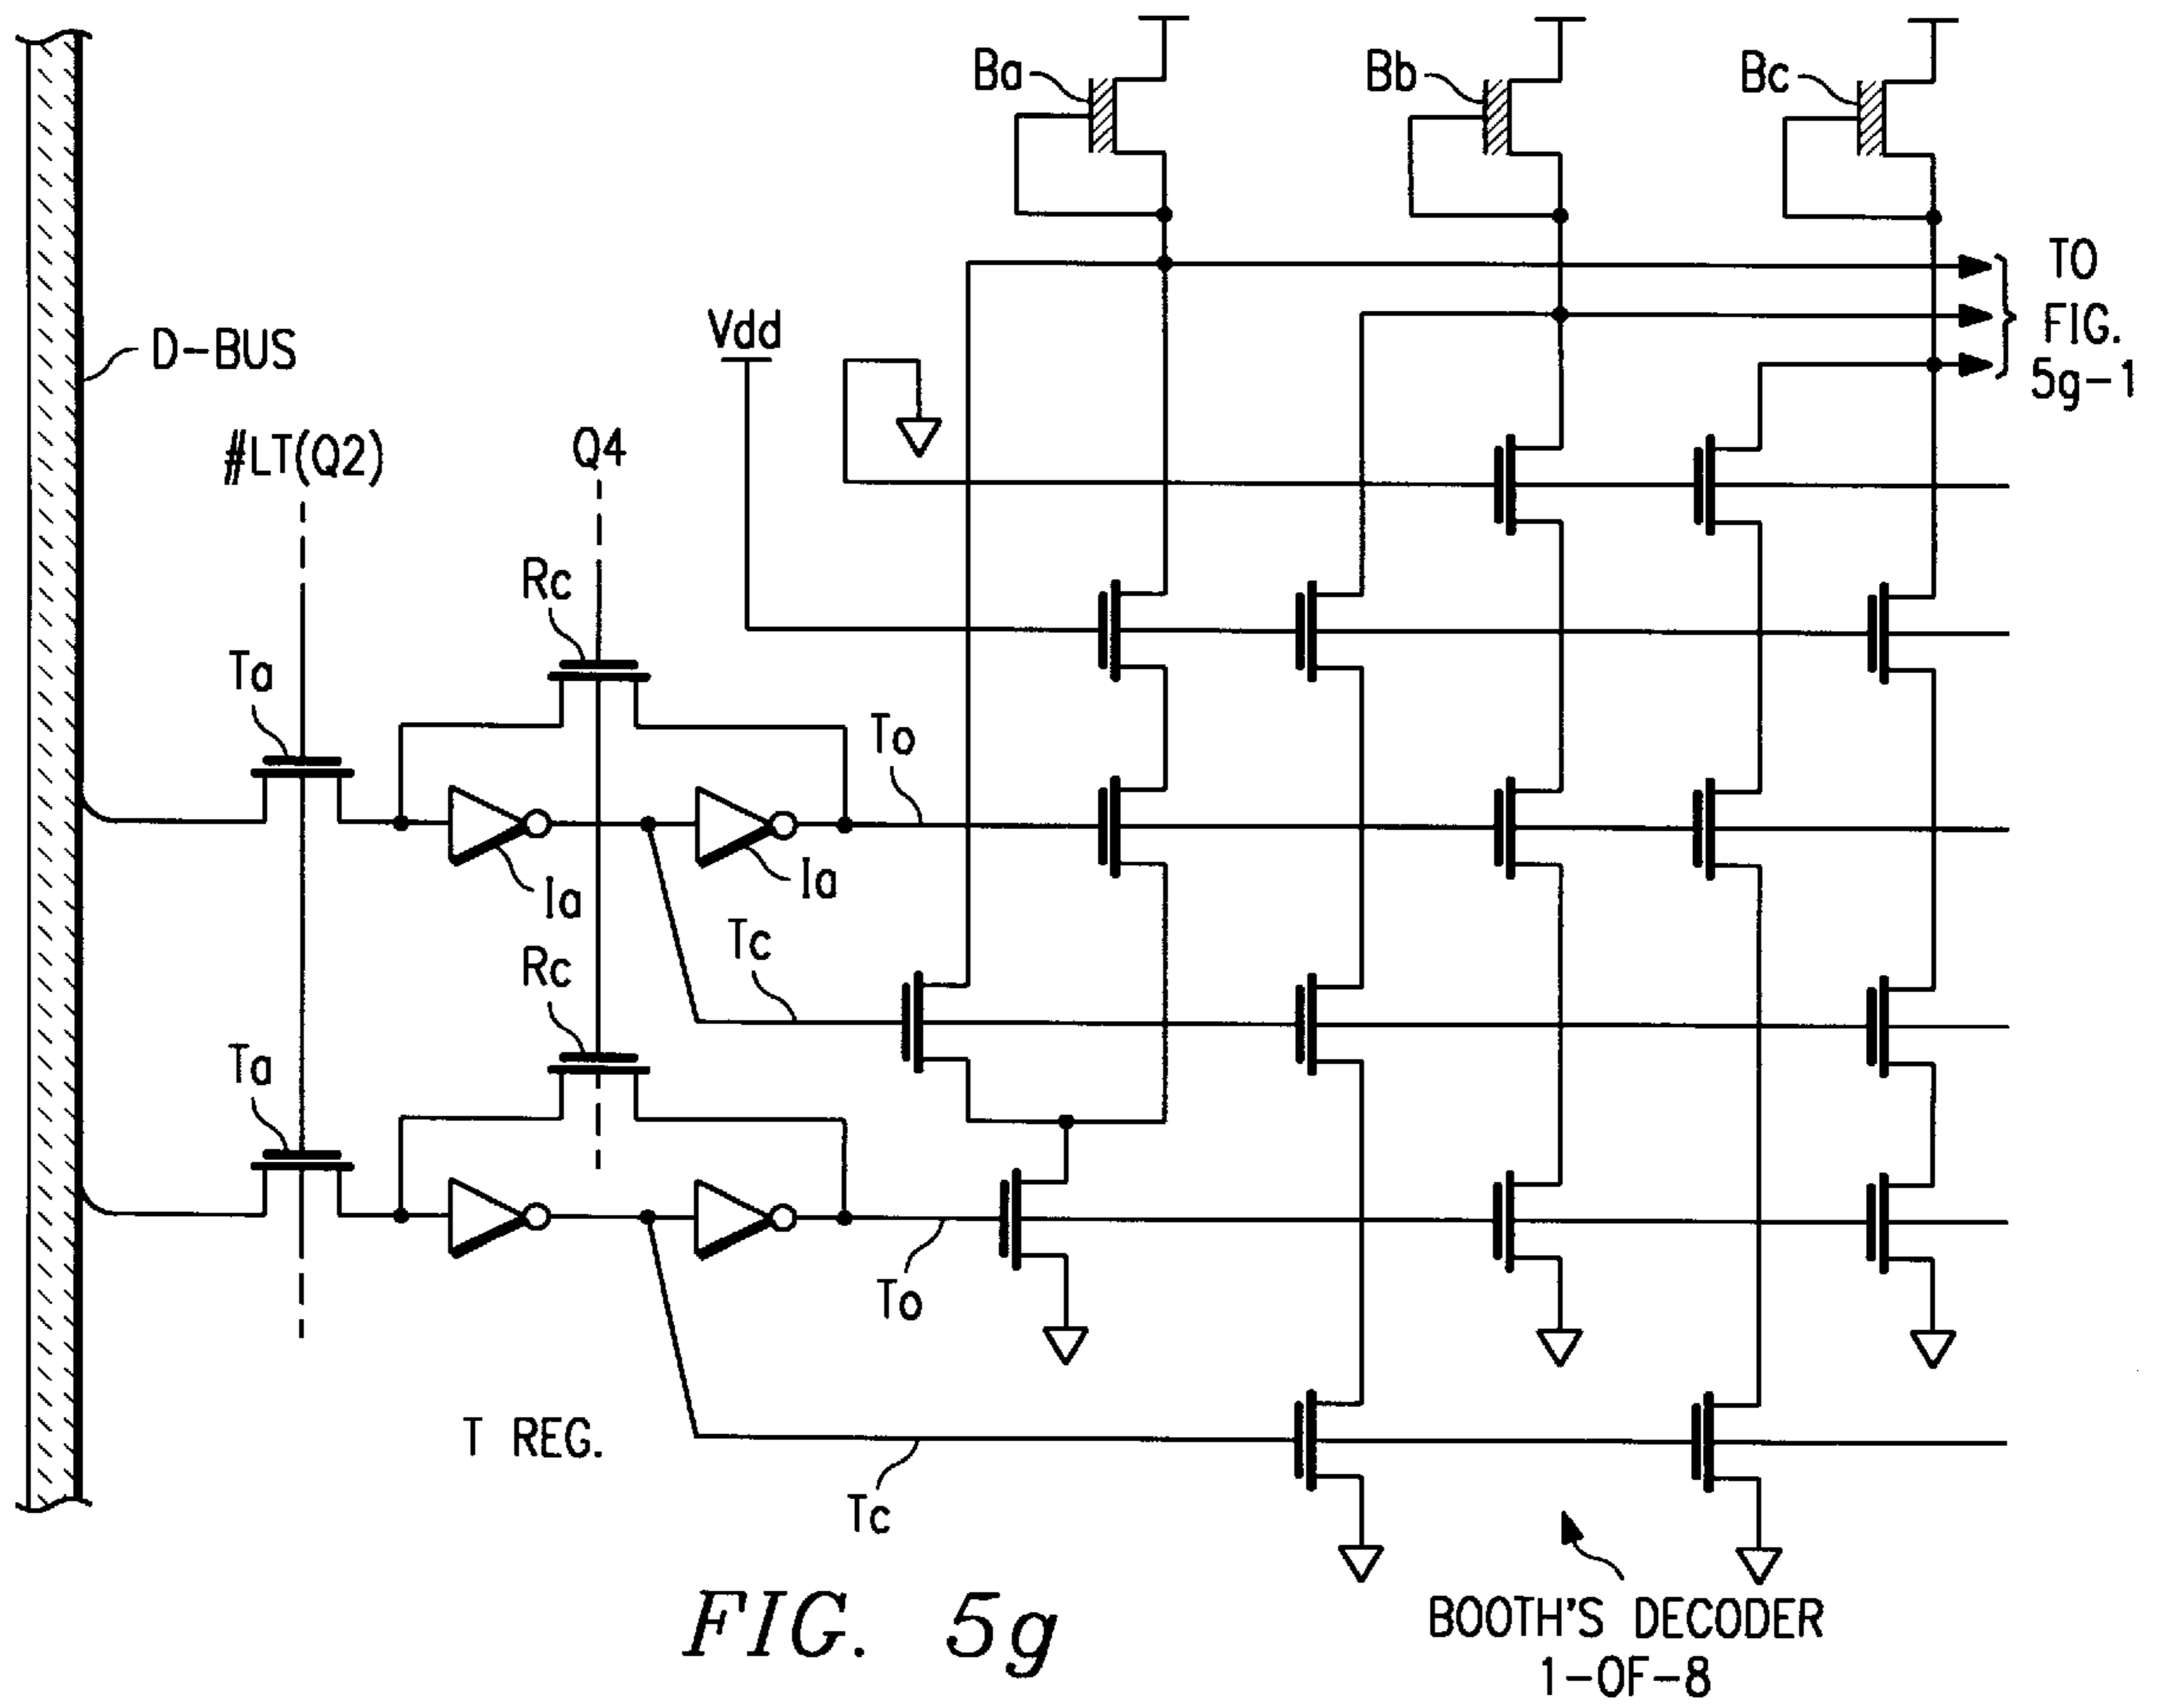 Ba
Bb
Bc
TO
FIG.
5g-1
Vdd
D-BUS
#LT(Q2)
Q4
Rc
Ta
To
Ia
Ia
Tc
Rc
Ta
To
T REG.
Tc
BOOTH'S DECODER
1-OF-8
FIG. 5g